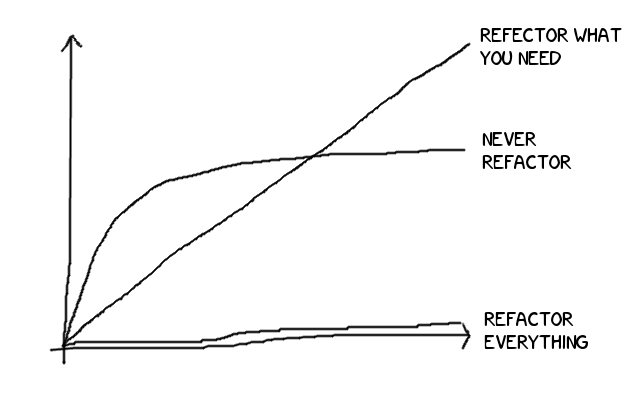 REFECTOR WHAT
YOU NEED
NEVER
REFACTOR
REFACTOR
EVERYTHING